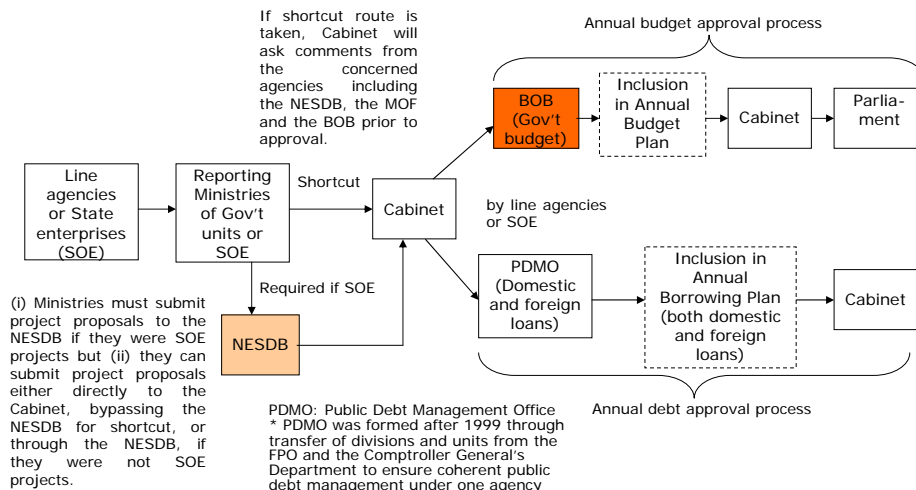 If shortcut route is
taken, Cabinet will
ask comments from
the concerned
agencies including
the NESDB, the MOF
and the BOB prior to
approval.
Annual budget approval process
BOB
(Gov't
budget)
Inclusion
in Annual
Budget
Plan
Cabinet
Parlia-
ment
Line
agencies
or State
enterprises
(SOE)
Reporting
Ministries
of Gov't
units or
SOE
Shortcut
Cabinet
by line agencies
or SOE
PDMO
(Domestic
and foreign
loans)
Inclusion in
Annual
Borrowing Plan
(both domestic
and foreign
loans)
Cabinet
Required if SOE
NESDB
(i) Ministries must submit
project proposals to the
NESDB if they were SOE
projects but (ii) they can
submit project proposals
either directly to the
Cabinet, bypassing the
NESDB for shortcut, or
through the NESDB, if
they were not SOE
projects.
Annual debt approval process
PDMO: Public Debt Management Office
* PDMO was formed after 1999 through
transfer of divisions and units from the
FPO and the Comptroller General's
Department to ensure coherent public
debt management under one agency